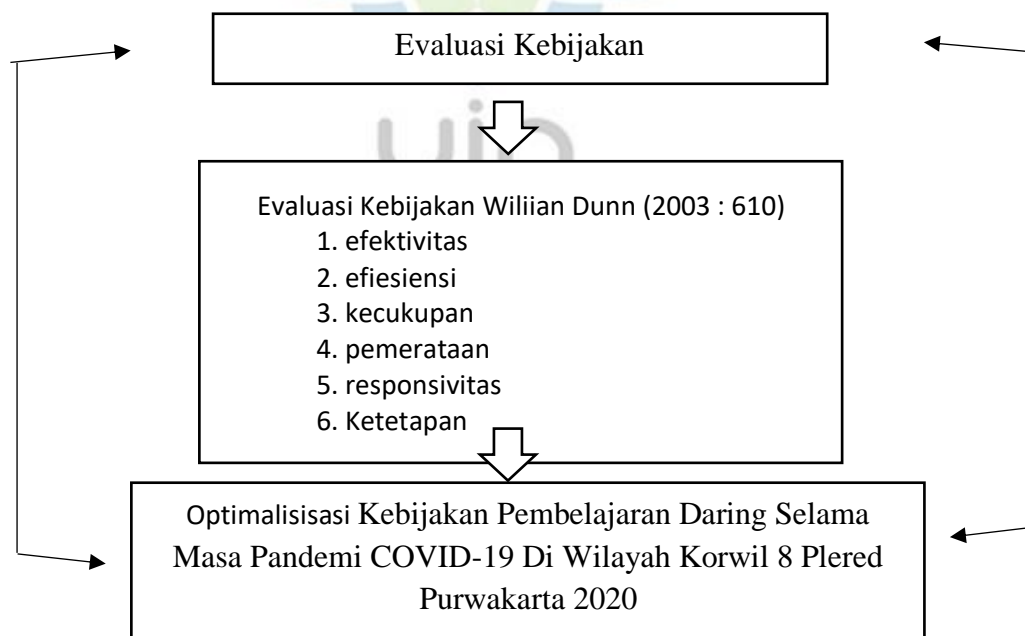 Evaluasi Kebijakan
uin
Evaluasi Kebijakan Wiliian Dunn (2003 : 610)
1. efektivitas
2. efiesiensi
3. kecukupan
4. pemerataan
5. responsivitas
6. Ketetapan
Optimalisisasi Kebijakan Pembelajaran Daring Selama
Masa Pandemi COVID-19 Di Wilayah Korwil 8 Plered
Purwakarta 2020